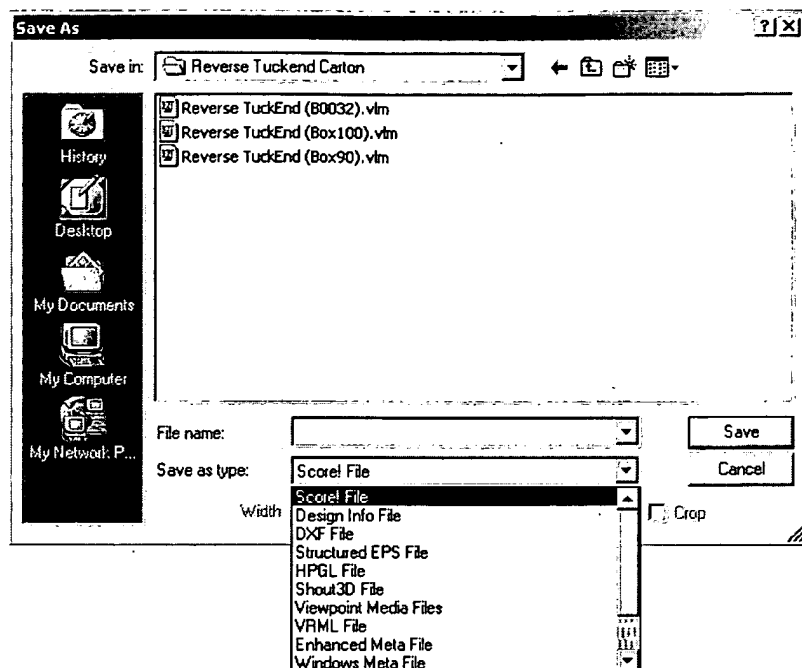 Save As
Save in: Reverse Tuckend Carton
Reverse TuckEnd (B0032).vlm
Reverse TuckEnd (Box100).vlm
Reverse TuckEnd (Box90).vlm
History
Desktop
My Documents
My Computer
My Network P...
File name:
Save
Save as type: Score! File
Cancel
Width
Crop
Score! File
Design Info File
DXF File
Structured EPS File
HPGL File
Shout3D File
Viewpoint Media Files
VRML File
Enhanced Meta File
Windows Meta File